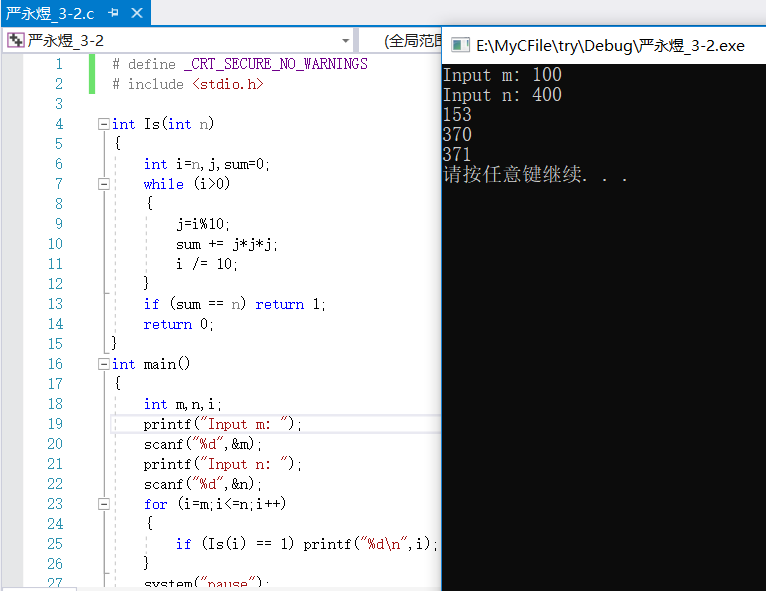 严永煜_3-2.c
严永煜_3-2
(全局范围
1 # define _CRT_SECURE_NO_WARNINGS
2 # include <stdio.h>
3
4 int Is(int n)
5 {
6 int i=n,j,sum=0;
7 while (i>0)
8 {
9 j=i%10;
10 sum += j*j*j;
11 i /= 10;
12 }
13 if (sum == n) return 1;
14 return 0;
15 }
16 int main()
17 {
18 int m,n,i;
19 printf("Input m: ");
20 scanf("%d",&m);
21 printf("Input n: ");
22 scanf("%d",&n);
23 for (i=m;i<=n;i++)
24 {
25 if (Is(i) == 1) printf("%d\n",i);
26 }
27 system("pause");
E:\MyCFile\try\Debug\严永煜_3-2.exe
Input m: 100
Input n: 400
153
370
371
请按任意键继续. . .